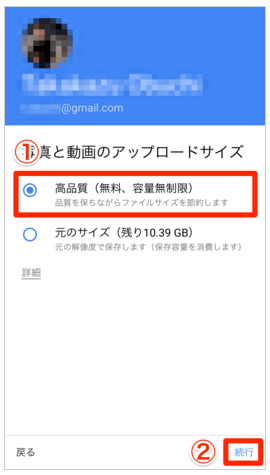 @gmail.com
① 真と動画のアップロードサイズ
高品質（無料、容量無制限）
品質を保ちながらファイルサイズを節約します
元のサイズ（残り10.39 GB）
元の解像度で保存します（保存容量を消費します）
詳細
戻る ② 続行